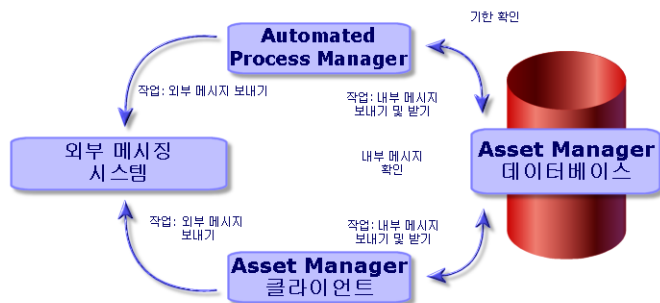 기한 확인
Automated
Process Manager
작업: 외부 메시지 보내기
작업: 내부 메시지
보내기 및 받기
외부 메시징
시스템
내부 메시지
확인
Asset Manager
데이터베이스
작업: 외부 메시지
보내기
작업: 내부 메시지
보내기 및 받기
Asset Manager
클라이언트